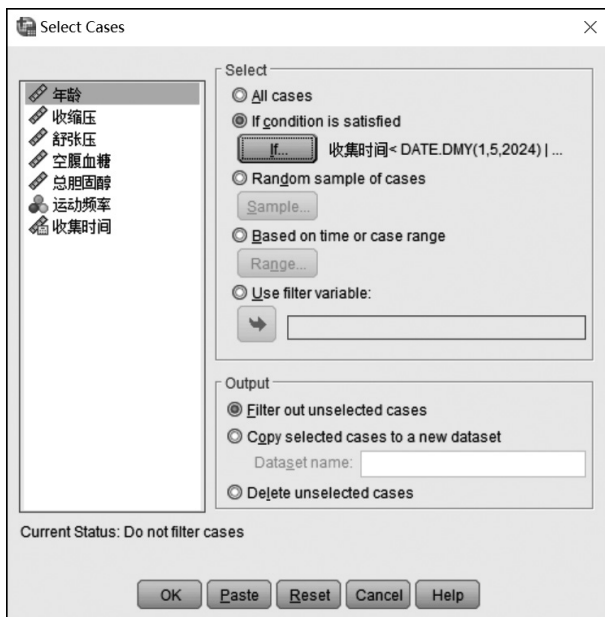 Select Cases
年龄
收缩压
舒张压
空腹血糖
总胆固醇
运动频率
收集时间
Select
All cases
If condition is satisfied
If... 收集时间< DATE.DMY(1,5,2024) | ...
Random sample of cases
Sample...
Based on time or case range
Range...
Use filter variable:
Output
Filter out unselected cases
Copy selected cases to a new dataset
Dataset name:
Delete unselected cases
Current Status: Do not filter cases
OK Paste Reset Cancel Help